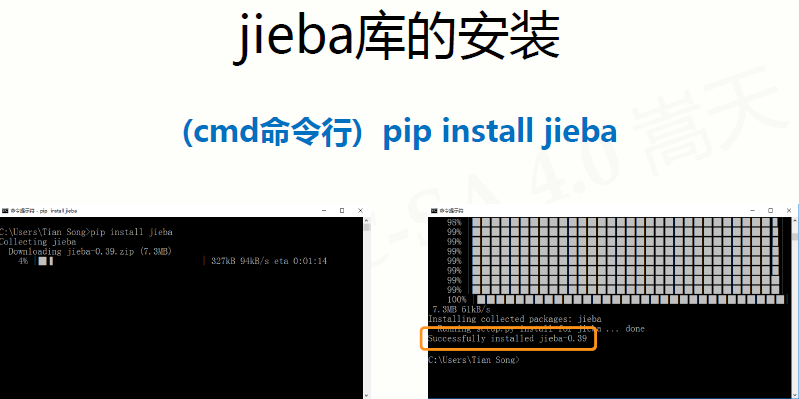 jieba库的安装
(cmd命令行) pip install jieba
-SA 4.0 嵩天
命令提示符 - pip install jieba
C:\Users\Tian Song>pip install jieba
Collecting jieba
Downloading jieba-0.39.zip (7.3MB)
4% | | 327kB 94kB/s eta 0:01:14
命令提示符
98% |
99% |
99% |
99% |
99% |
99% |
99% |
99% |
100% | |
7.3MB 61kB/s
Installing collected packages: jieba
Running setup.py install for jieba ... done
Successfully installed jieba-0.39
C:\Users\Tian Song>